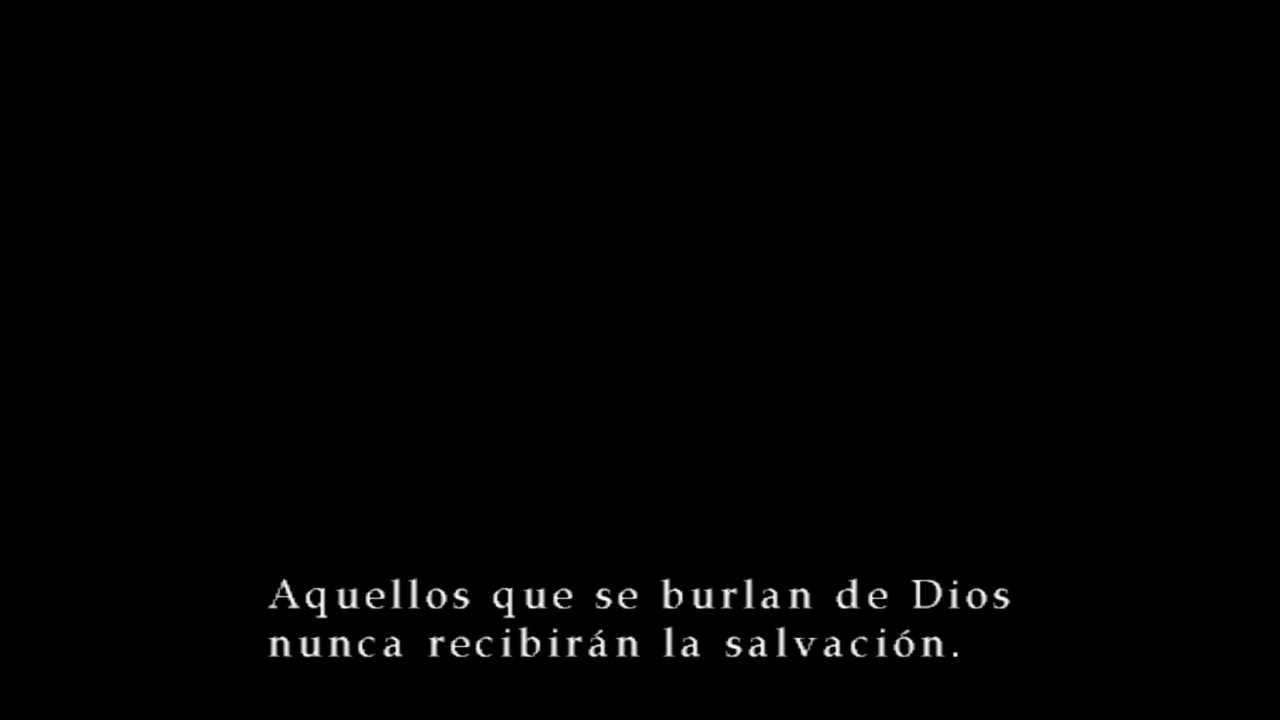 Aquellos que se burlan de Dios
nunca recibirán la salvación.